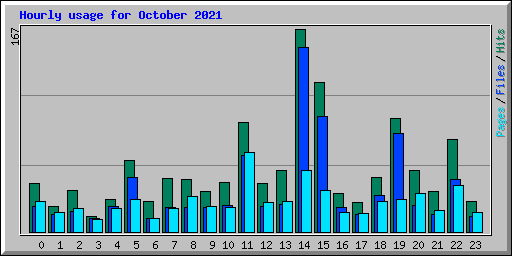 Hourly usage for October 2021
167
Pages/Files/Hits
0 1 2 3 4 5 6 7 8 9 10 11 12 13 14 15 16 17 18 19 20 21 22 23